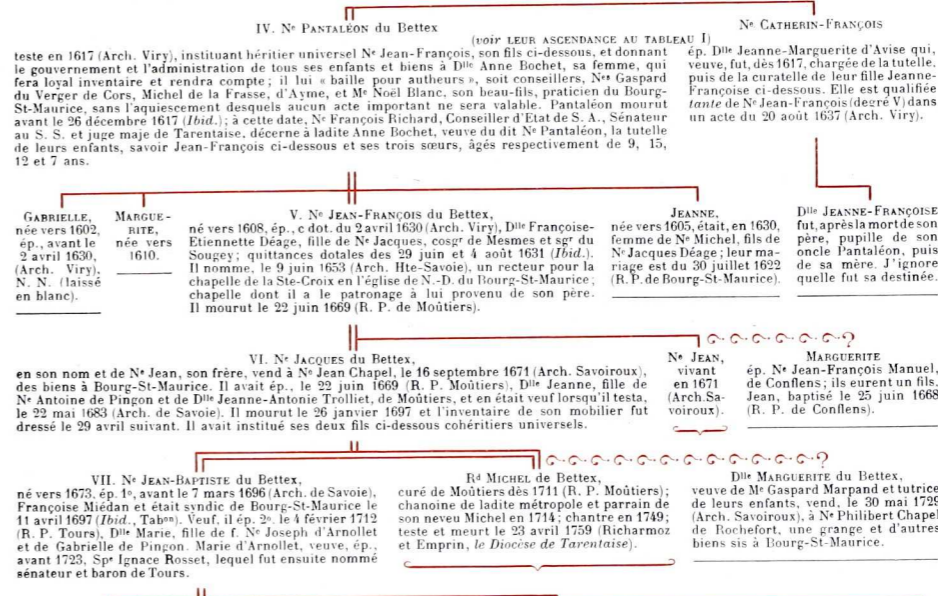 IV. Ne PANTALÉON du Bettex
(voir LEUR ASCENDANCE AU TABLEAU I)
teste en 1617 (Arch. Viry), instituant héritier universel Ne Jean-François, son fils ci-dessous, et donnant
le gouvernement et l'administration de tous ses enfants et biens à Dlle Anne Bochet, sa femme, qui
fera loyal inventaire et rendra compte ; il lui « baille pour autheurs », soit conseillers, Nes Gaspard
du Verger de Cors, Michel de la Frasse, d'Ayme, et Me Noël Blanc, son beau-fils, praticien du Bourg-
St-Maurice, sans l'aquiescement desquels aucun acte important ne sera valable. Pantaléon mourut
avant le 26 décembre 1617 (Ibid.) ; à cette date, Ne François Richard, Conseiller d'Etat de S. A., Sénateur
au S. S. et juge maje de Tarentaise, décerne à ladite Anne Bochet, veuve du dit Ne Pantaléon, la tutelle
de leurs enfants, savoir Jean-François ci-dessous et ses trois sœurs, âgés respectivement de 9, 15,
12 et 7 ans.
Ne CATHERIN-FRANÇOIS
ép. Dlle Jeanne-Marguerite d'Avise qui,
veuve, fut, dès 1617, chargée de la tutelle,
puis de la curatelle de leur fille Jeanne-
Françoise ci-dessous. Elle est qualifiée
tante de Ne Jean-François (degré V) dans
un acte du 20 août 1637 (Arch. Viry).
GABRIELLE,
née vers 1602,
ép., avant le
2 avril 1630,
(Arch. Viry),
N. N. (laissé
en blanc).
MARGUE-
RITE,
née vers
1610.
V. Ne JEAN-FRANÇOIS du Bettex,
né vers 1608, ép., c dot. du 2 avril 1630 (Arch. Viry), Dlle Françoise-
Etiennette Déage, fille de Ne Jacques, cosgr de Mesmes et sgr du
Sougey ; quittances dotales des 29 juin et 4 août 1631 (Ibid.).
Il nomme, le 9 juin 1653 (Arch. Hte-Savoie), un recteur pour la
chapelle de la Ste-Croix en l'église de N.-D. du Bourg-St-Maurice ;
chapelle dont il a le patronage à lui provenu de son père.
Il mourut le 22 juin 1669 (R. P. de Moûtiers).
JEANNE,
née vers 1605, était, en 1630,
femme de Ne Michel, fils de
Ne Jacques Déage ; leur ma-
riage est du 30 juillet 1622
(R. P. de Bourg-St-Maurice).
Dlle JEANNE-FRANÇOISE
fut, après la mort de son
père, pupille de son
oncle Pantaléon, puis
de sa mère. J'ignore
quelle fut sa destinée.
VI. Ne JACQUES du Bettex,
en son nom et de Ne Jean, son frère, vend à Ne Jean Chapel, le 16 septembre 1671 (Arch. Savoiroux),
des biens à Bourg-St-Maurice. Il avait ép., le 22 juin 1669 (R. P. Moûtiers), Dlle Jeanne, fille de
Ne Antoine de Pingon et de Dlle Jeanne-Antonie Trolliet, de Moûtiers, et en était veuf lorsqu'il testa,
le 22 mai 1683 (Arch. de Savoie). Il mourut le 26 janvier 1697 et l'inventaire de son mobilier fut
dressé le 29 avril suivant. Il avait institué ses deux fils ci-dessous cohéritiers universels.
Ne JEAN,
vivant
en 1671
(Arch.Sa-
voiroux).
?
MARGUERITE
ép. Ne Jean-François Manuel,
de Conflens ; ils eurent un fils,
Jean, baptisé le 25 juin 1668
(R. P. de Conflens).
VII. Ne JEAN-BAPTISTE du Bettex,
né vers 1673, ép. 1o, avant le 7 mars 1696 (Arch. de Savoie),
Françoise Miédan et était syndic de Bourg-St-Maurice le
11 avril 1697 (Ibid., Tabon). Veuf, il ép. 2o, le 4 février 1712
(R. P. Tours), Dlle Marie, fille de f. Ne Joseph d'Arnollet
et de Gabrielle de Pingon. Marie d'Arnollet, veuve, ép.,
avant 1723, Spe Ignace Rosset, lequel fut ensuite nommé
sénateur et baron de Tours.
Rd MICHEL de Bettex,
curé de Moûtiers dès 1711 (R. P. Moûtiers) ;
chanoine de ladite métropole et parrain de
son neveu Michel en 1714 ; chantre en 1749 ;
teste et meurt le 23 avril 1759 (Richarmoz
et Emprin, le Diocèse de Tarentaise).
?
Dlle MARGUERITE du Bettex,
veuve de Me Gaspard Marpand et tutrice
de leurs enfants, vend, le 30 mai 1729
(Arch. Savoiroux), à Ne Philibert Chapel
de Rochefort, une grange et d'autres
biens sis à Bourg-St-Maurice.